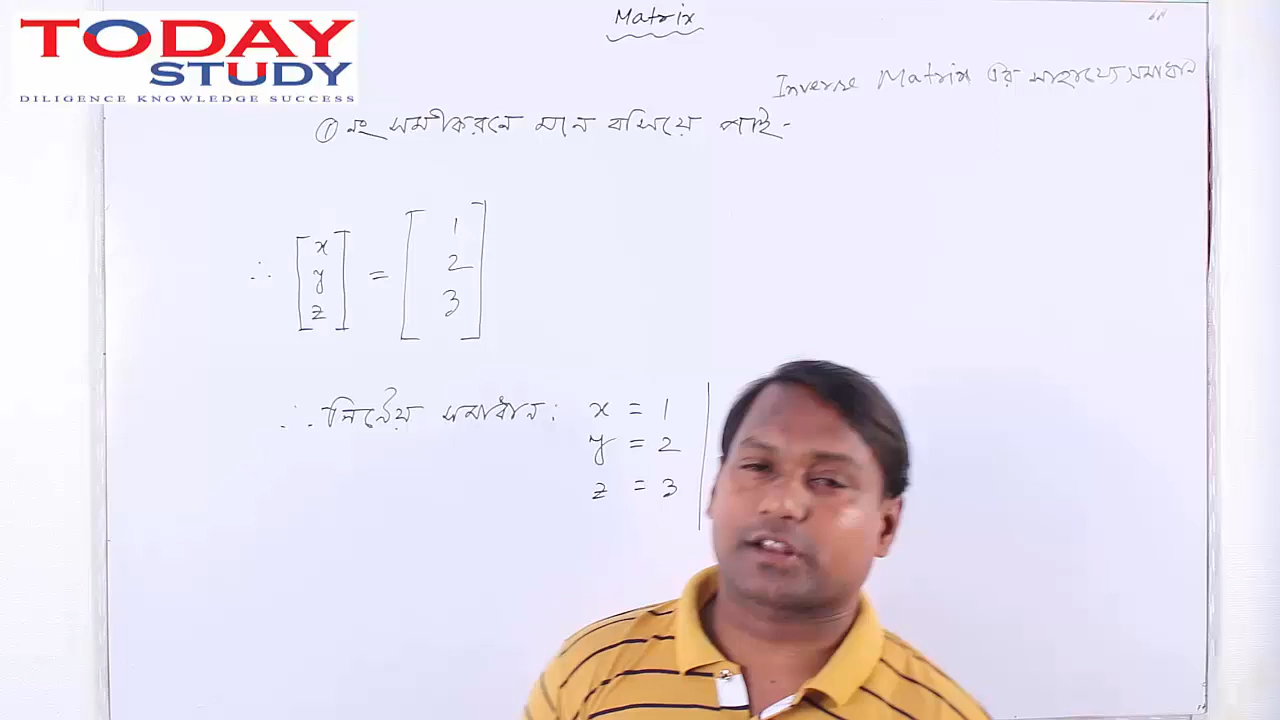 TODAY
STUDY
DILIGENCE KNOWLEDGE SUCCESS
Matrix
Inverse Matrix এর সাহায্যে সমাধান
① নং সমীকরনে মান বসিয়ে পাই-
∴ [x y z] = [1 2 3]
∴ নির্ণেয় সমাধান: x = 1
y = 2
z = 3